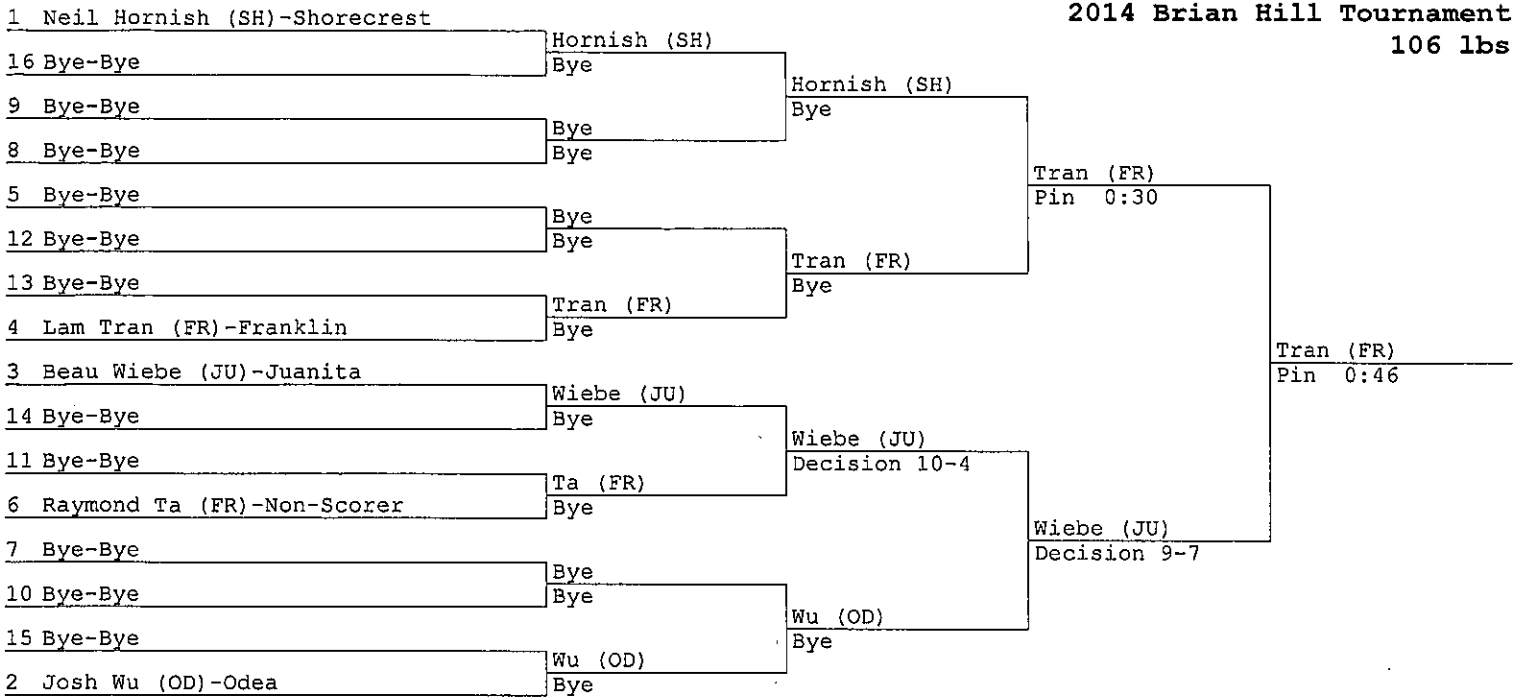 2014 Brian Hill Tournament
106 lbs
1 Neil Hornish (SH)-Shorecrest
16 Bye-Bye
9 Bye-Bye
8 Bye-Bye
5 Bye-Bye
12 Bye-Bye
13 Bye-Bye
4 Lam Tran (FR)-Franklin
3 Beau Wiebe (JU)-Juanita
14 Bye-Bye
11 Bye-Bye
6 Raymond Ta (FR)-Non-Scorer
7 Bye-Bye
10 Bye-Bye
15 Bye-Bye
2 Josh Wu (OD)-Odea
Hornish (SH)
Bye
Bye
Bye
Bye
Bye
Tran (FR)
Bye
Wiebe (JU)
Bye
Ta (FR)
Bye
Bye
Bye
Wu (OD)
Bye
Hornish (SH)
Bye
Tran (FR)
Bye
Wiebe (JU)
Decision 10-4
Wu (OD)
Bye
Tran (FR)
Pin 0:30
Wiebe (JU)
Decision 9-7
Tran (FR)
Pin 0:46